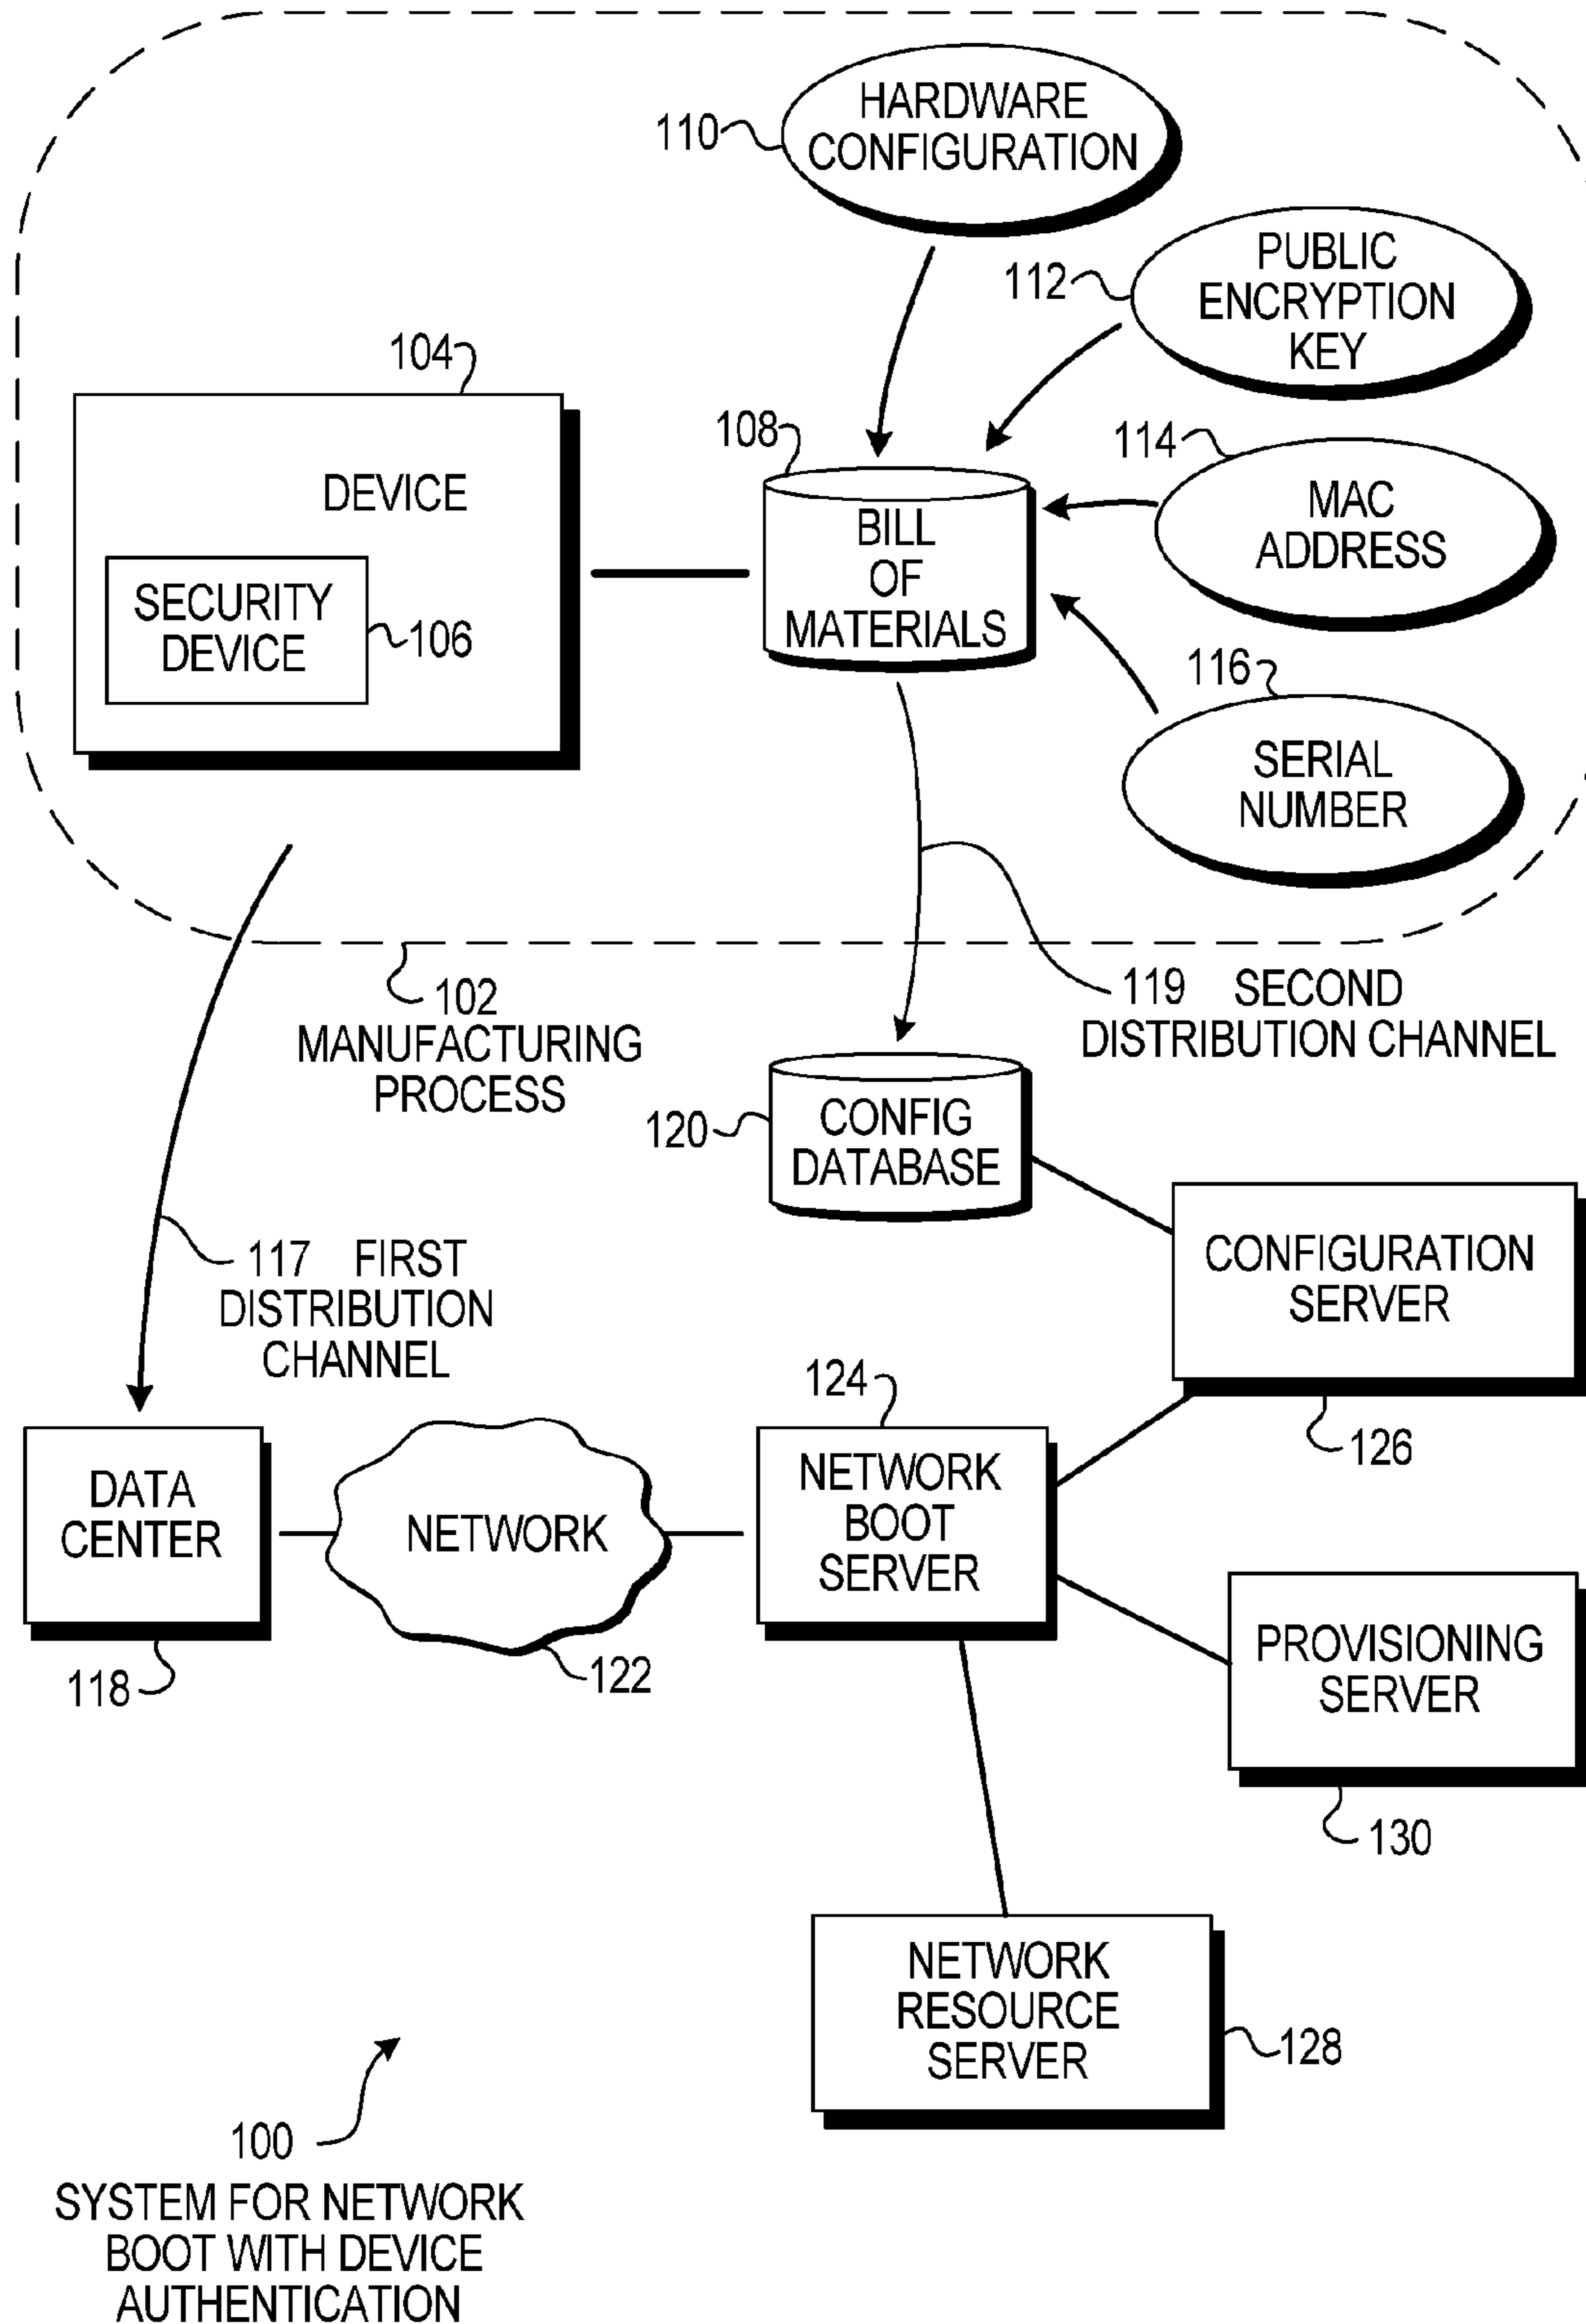 HARDWARE
110 CONFIGURATION
PUBLIC
112 ENCRYPTION
KEY
104
DEVICE
SECURITY
DEVICE
106
108
BILL
OF
MATERIALS
114
MAC
ADDRESS
116
SERIAL
NUMBER
102
MANUFACTURING
PROCESS
119 SECOND
DISTRIBUTION CHANNEL
120
CONFIG
DATABASE
117 FIRST
DISTRIBUTION
CHANNEL
CONFIGURATION
SERVER
126
124
NETWORK
BOOT
SERVER
DATA
CENTER
118
NETWORK
122
PROVISIONING
SERVER
130
NETWORK
RESOURCE
SERVER
128
100
SYSTEM FOR NETWORK
BOOT WITH DEVICE
AUTHENTICATION